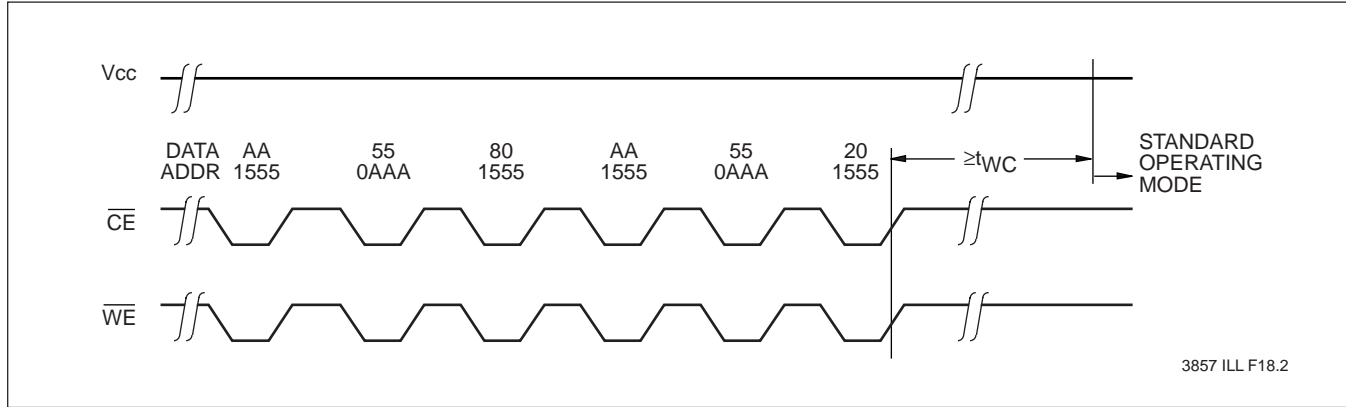 Vcc
DATA AA 55 80 AA 55 20
ADDR 1555 0AAA 1555 1555 0AAA 1555
≥tWC
STANDARD
OPERATING
MODE
CE
WE
3857 ILL F18.2